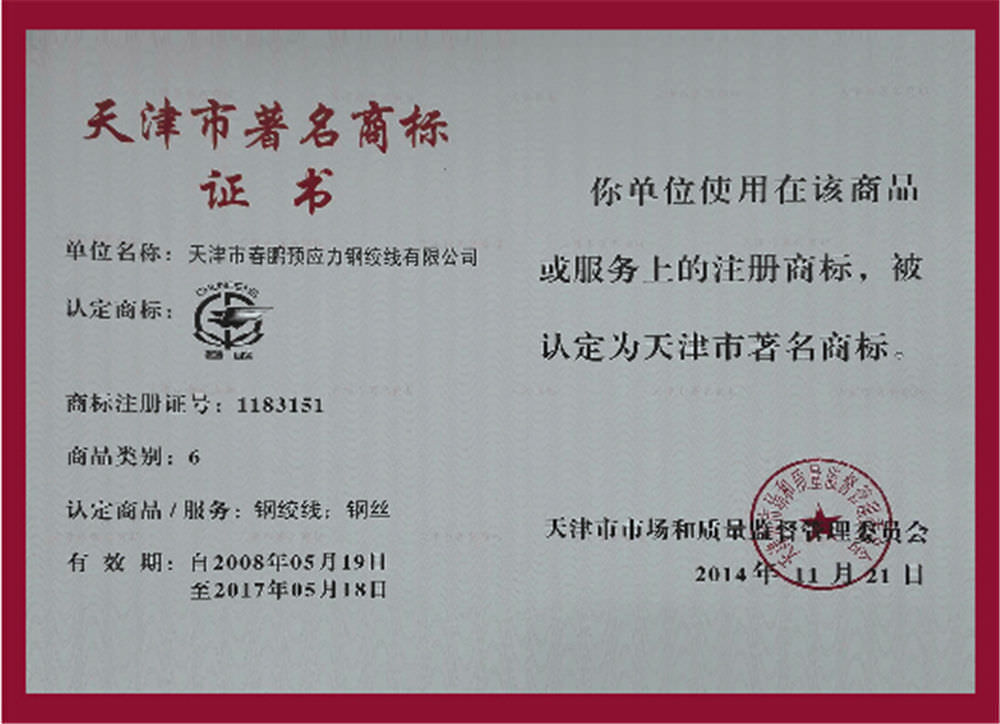 天津市著名商标
证书
单位名称：天津市春鹏预应力钢绞线有限公司
认定商标：
商标注册证号：1183151
商品类别：6
认定商品/服务：钢绞线；钢丝
有效期：自2008年05月19日
至2017年05月18日
你单位使用在该商品
或服务上的注册商标，被
认定为天津市著名商标。
天津市市场和质量监督管理委员会
2014年11月21日